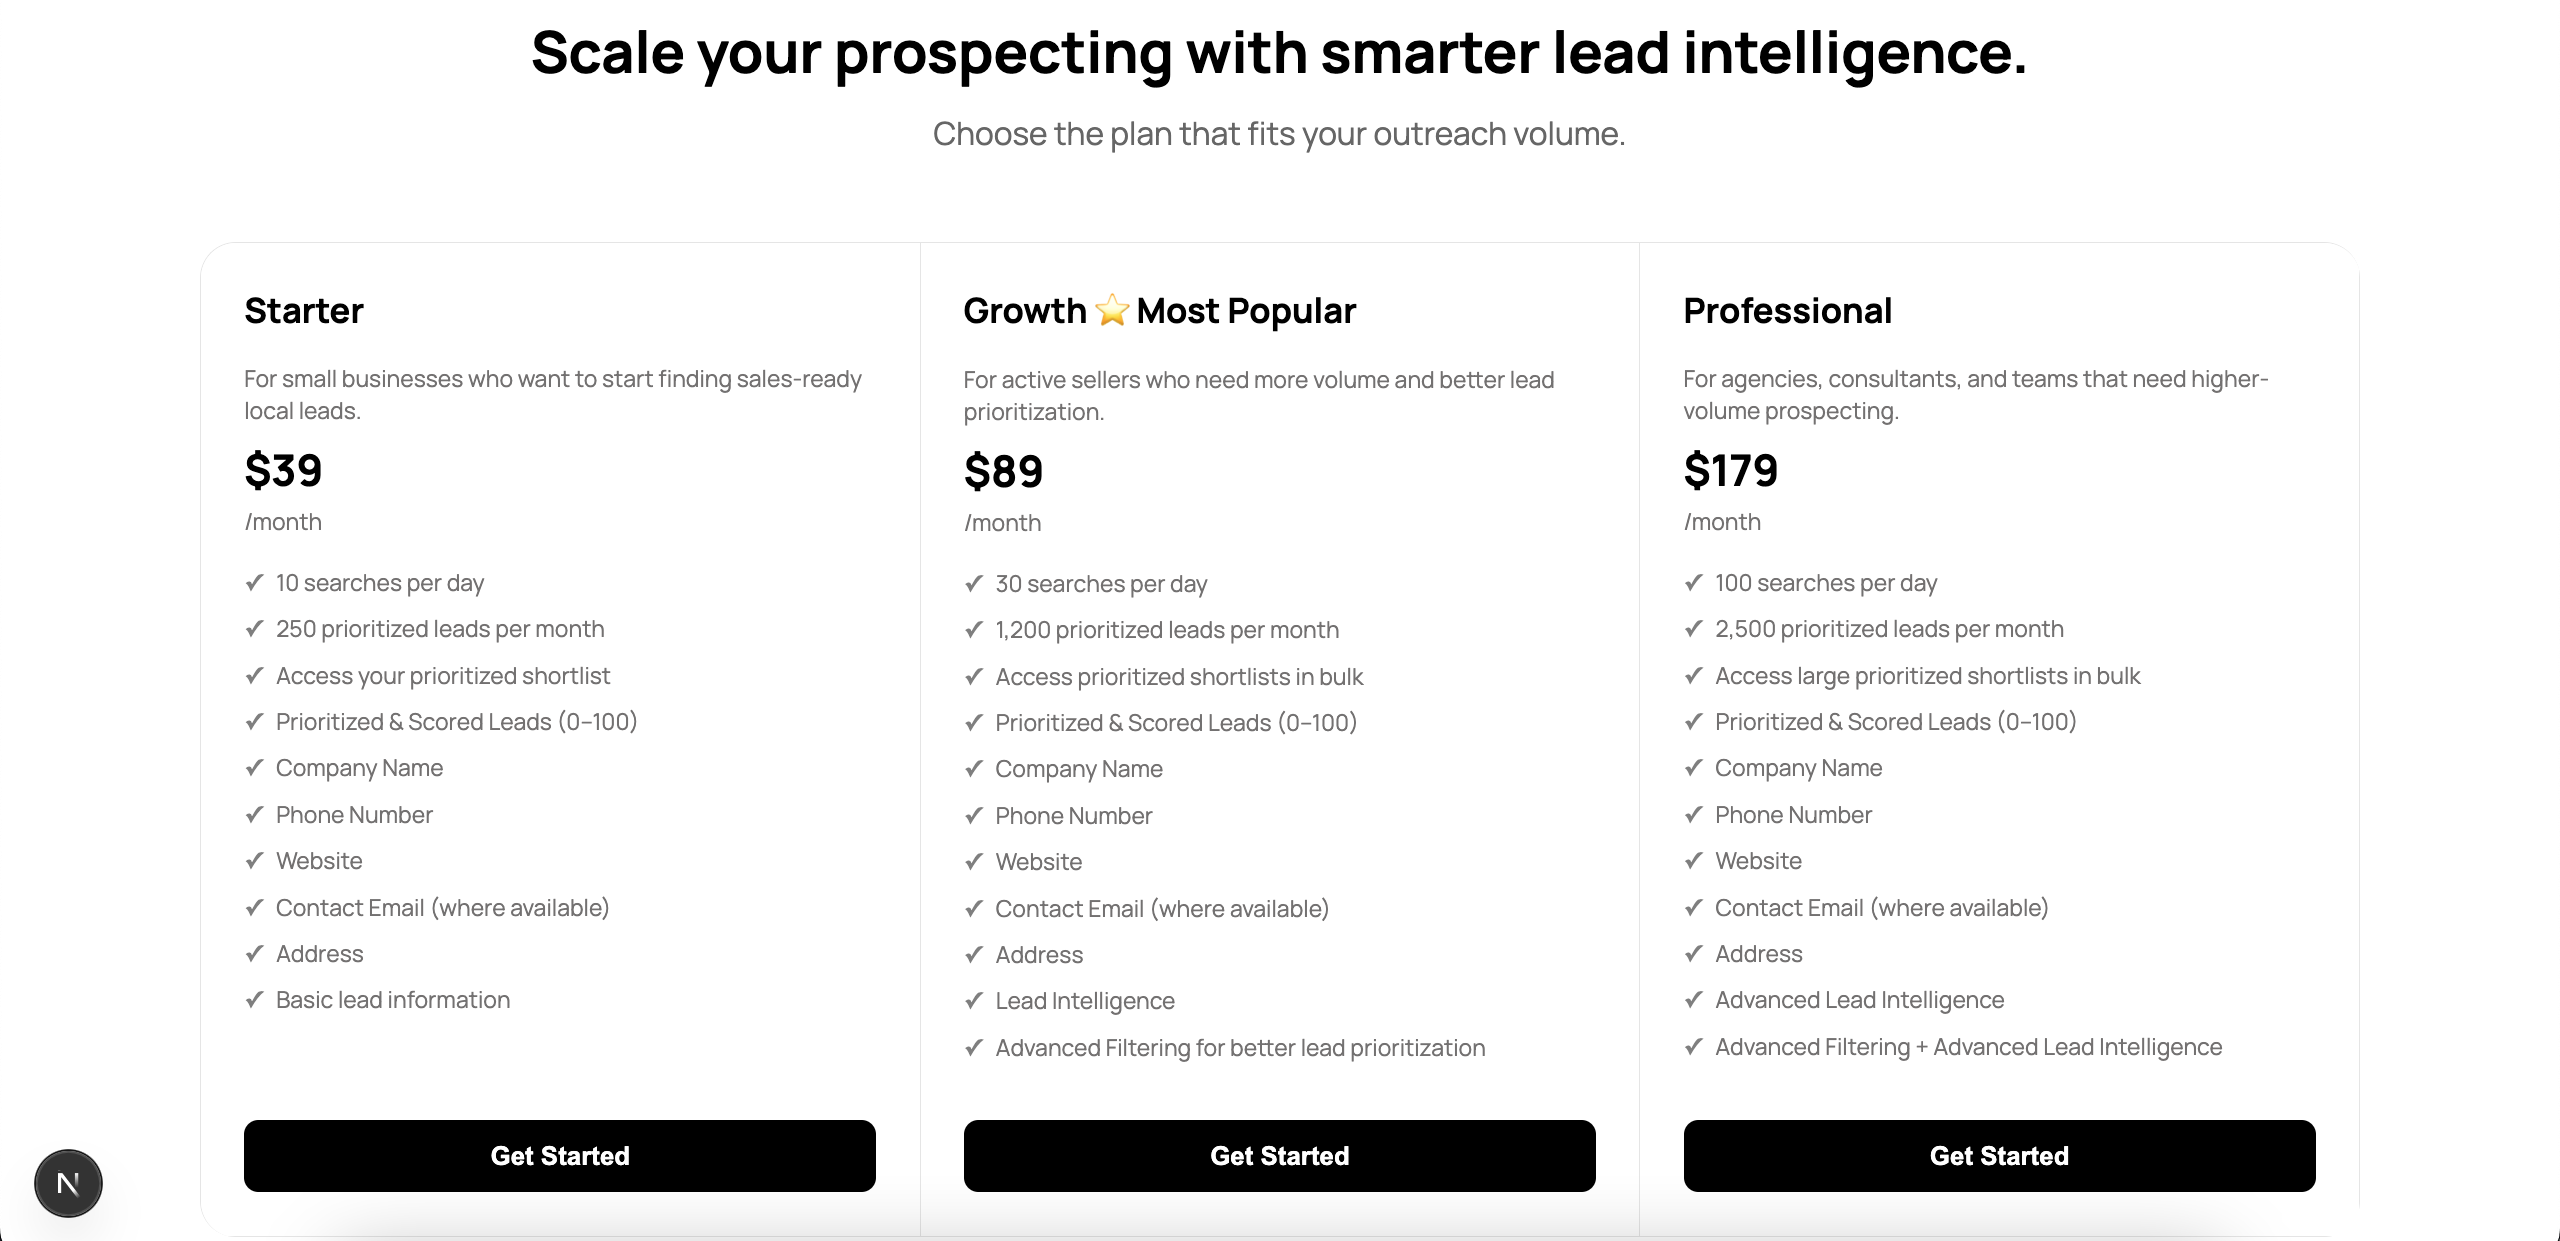 Scale your prospecting with smarter lead intelligence.
Choose the plan that fits your outreach volume.
Starter
For small businesses who want to start finding sales-ready
local leads.
$39
/month
✓ 10 searches per day
✓ 250 prioritized leads per month
✓ Access your prioritized shortlist
✓ Prioritized & Scored Leads (0–100)
✓ Company Name
✓ Phone Number
✓ Website
✓ Contact Email (where available)
✓ Address
✓ Basic lead information
Get Started
Growth ⭐ Most Popular
For active sellers who need more volume and better lead
prioritization.
$89
/month
✓ 30 searches per day
✓ 1,200 prioritized leads per month
✓ Access prioritized shortlists in bulk
✓ Prioritized & Scored Leads (0–100)
✓ Company Name
✓ Phone Number
✓ Website
✓ Contact Email (where available)
✓ Address
✓ Lead Intelligence
✓ Advanced Filtering for better lead prioritization
Get Started
Professional
For agencies, consultants, and teams that need higher-
volume prospecting.
$179
/month
✓ 100 searches per day
✓ 2,500 prioritized leads per month
✓ Access large prioritized shortlists in bulk
✓ Prioritized & Scored Leads (0–100)
✓ Company Name
✓ Phone Number
✓ Website
✓ Contact Email (where available)
✓ Address
✓ Advanced Lead Intelligence
✓ Advanced Filtering + Advanced Lead Intelligence
Get Started
N